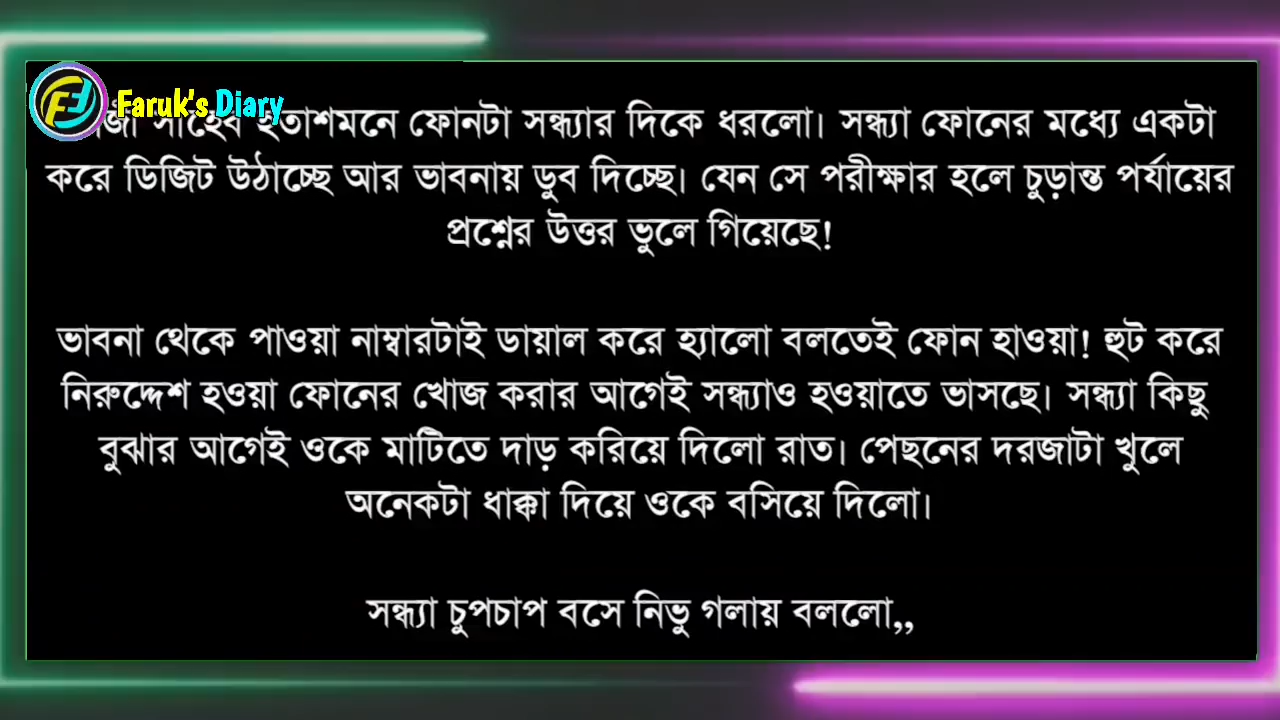 Faruk's Diary
সাহেব হতাশমনে ফোনটা সন্ধ্যার দিকে ধরলো। সন্ধ্যা ফোনের মধ্যে একটা
করে ডিজিট উঠাচ্ছে আর ভাবনায় ডুব দিচ্ছে। যেন সে পরীক্ষার হলে চুড়ান্ত পর্যায়ের
প্রশ্নের উত্তর ভুলে গিয়েছে!
ভাবনা থেকে পাওয়া নাম্বারটাই ডায়াল করে হ্যালো বলতেই ফোন হাওয়া! হুট করে
নিরুদ্দেশ হওয়া ফোনের খোজ করার আগেই সন্ধ্যাও হওয়াতে ভাসছে। সন্ধ্যা কিছু
বুঝার আগেই ওকে মাটিতে দাড় করিয়ে দিলো রাত। পেছনের দরজাটা খুলে
অনেকটা ধাক্কা দিয়ে ওকে বসিয়ে দিলো।
সন্ধ্যা চুপচাপ বসে নিভু গলায় বললো,,